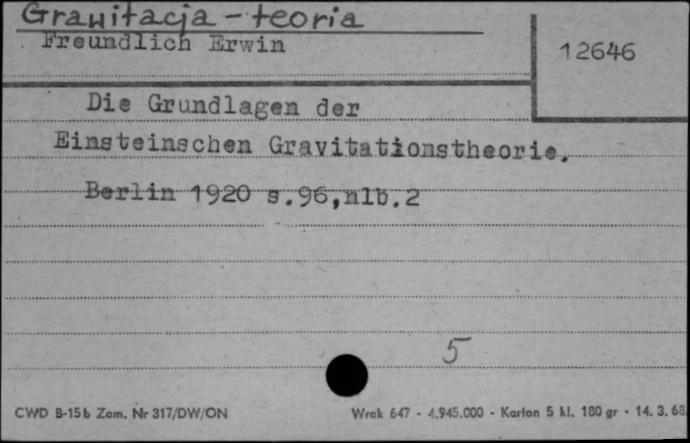 Grawitacja - teoria
Freundlich Erwin
12646
Die Grundlagen der
Einsteinschen Gravitationstheorie.
Berlin 1920 s.96,nlb.2
5
CWD B-15b Zam. Nr 317/DW/ON
Wrak 647 - 4.945.000 - Karton 5 kl. 180 gr - 14. 3. 68